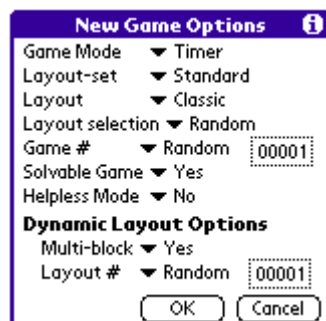 New Game Options i
Game Mode ▼ Timer
Layout-set ▼ Standard
Layout ▼ Classic
Layout selection ▼ Random
Game # ▼ Random 00001
Solvable Game ▼ Yes
Helpless Mode ▼ No
Dynamic Layout Options
Multi-block ▼ Yes
Layout # ▼ Random 00001
OK Cancel